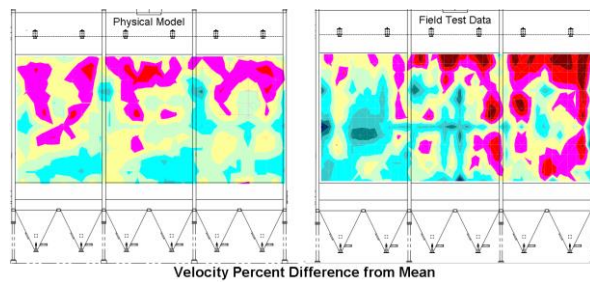 Physical Model
Field Test Data
Velocity Percent Difference from Mean